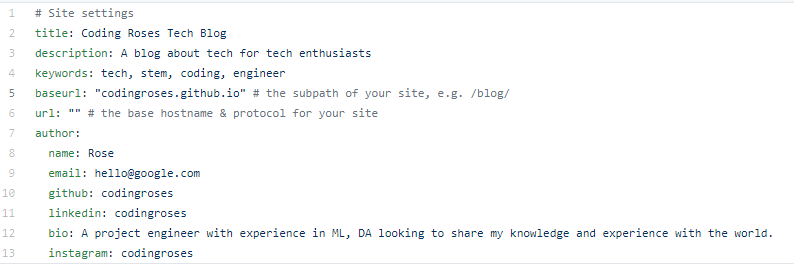 1 # Site settings
2 title: Coding Roses Tech Blog
3 description: A blog about tech for tech enthusiasts
4 keywords: tech, stem, coding, engineer
5 baseurl: "codingroses.github.io" # the subpath of your site, e.g. /blog/
6 url: "" # the base hostname & protocol for your site
7 author:
8 name: Rose
9 email: hello@google.com
10 github: codingroses
11 linkedin: codingroses
12 bio: A project engineer with experience in ML, DA looking to share my knowledge and experience with the world.
13 instagram: codingroses